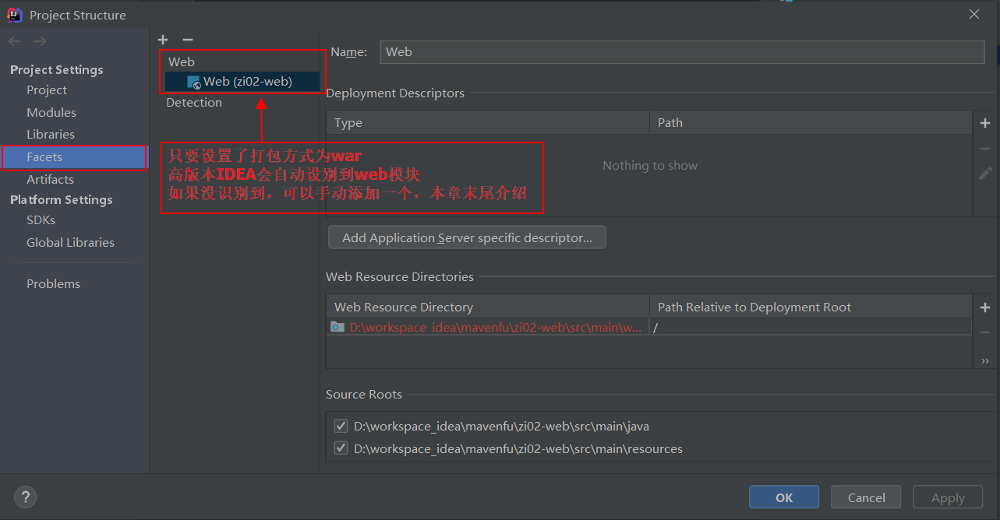 Project Structure
Project Settings
Project
Modules
Libraries
Facets
Artifacts
Platform Settings
SDKs
Global Libraries
Problems
Web
Web (zi02-web)
Detection
只要设置了打包方式为war
高版本IDEA会自动设别到web模块
如果没识别到，可以手动添加一个，本章末尾介绍
Name: Web
Deployment Descriptors
Type Path
Nothing to show
Add Application Server specific descriptor...
Web Resource Directories
Web Resource Directory Path Relative to Deployment Root
D:\workspace_idea\mavenfu\zi02-web\src\main\w... /
Source Roots
D:\workspace_idea\mavenfu\zi02-web\src\main\java
D:\workspace_idea\mavenfu\zi02-web\src\main\resources
? OK Cancel Apply